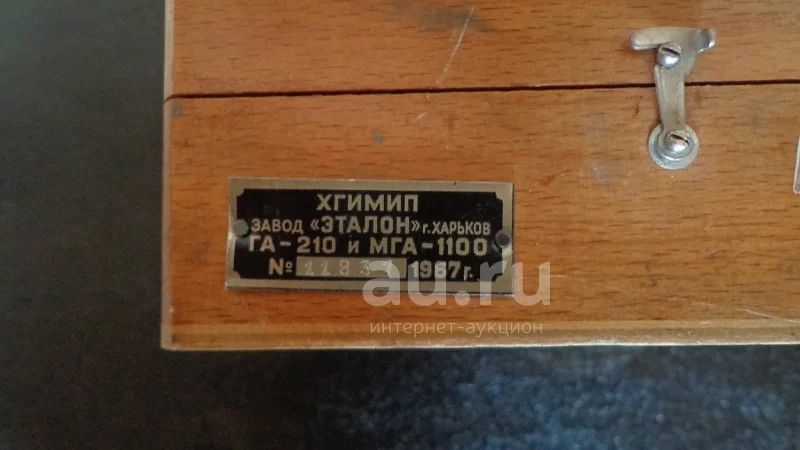 ХГИМИП
ЗАВОД «ЭТАЛОН» г. ХАРЬКОВ
ГА-210 и МГА-1100
№ 1967 г.
au.ru
интернет-аукцион